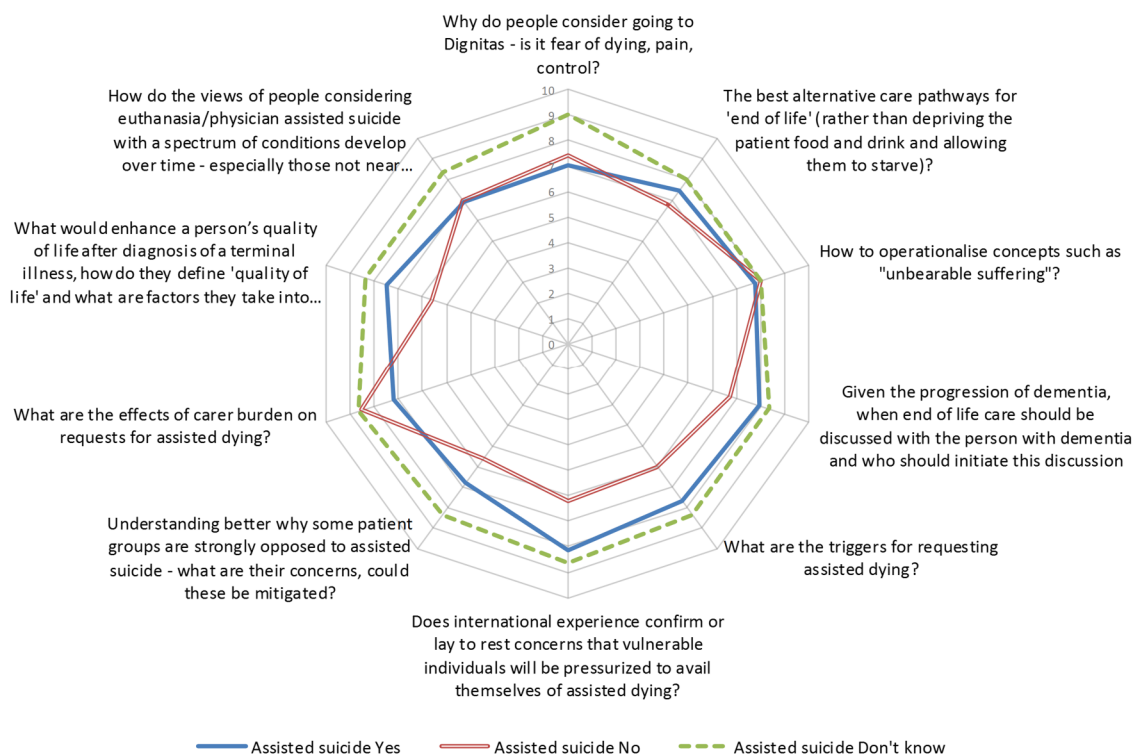 Why do people consider going to
Dignitas - is it fear of dying, pain,
control?
The best alternative care pathways for
'end of life' (rather than depriving the
patient food and drink and allowing
them to starve)?
How to operationalise concepts such as
"unbearable suffering"?
Given the progression of dementia,
when end of life care should be
discussed with the person with dementia
and who should initiate this discussion
What are the triggers for requesting
assisted dying?
Does international experience confirm or
lay to rest concerns that vulnerable
individuals will be pressurized to avail
themselves of assisted dying?
Understanding better why some patient
groups are strongly opposed to assisted
suicide - what are their concerns, could
these be mitigated?
What are the effects of carer burden on
requests for assisted dying?
What would enhance a person’s quality
of life after diagnosis of a terminal
illness, how do they define 'quality of
life' and what are factors they take into...
How do the views of people considering
euthanasia/physician assisted suicide
with a spectrum of conditions develop
over time - especially those not near...
10
9
8
7
6
5
4
3
2
1
0
Assisted suicide Yes
Assisted suicide No
Assisted suicide Don't know